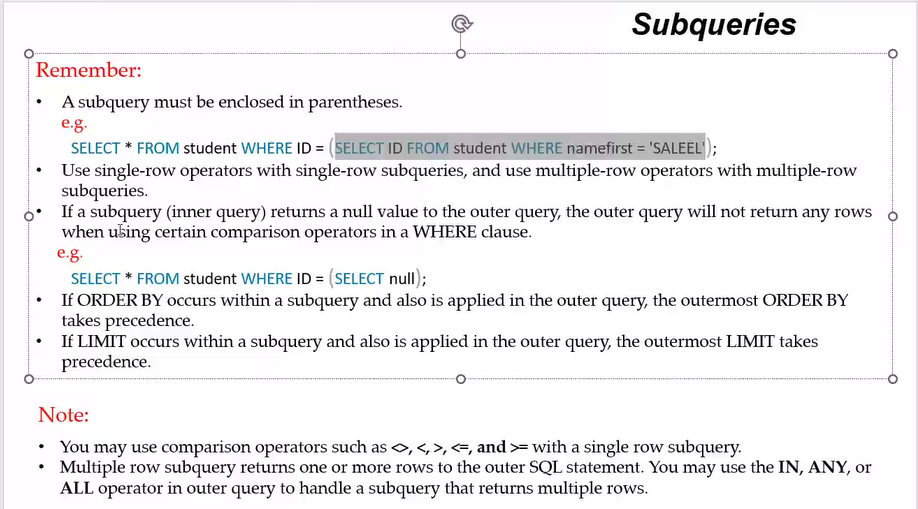 Subqueries
Remember:
• A subquery must be enclosed in parentheses.
e.g.
SELECT * FROM student WHERE ID = (SELECT ID FROM student WHERE namefirst = 'SALEEL');
• Use single-row operators with single-row subqueries, and use multiple-row operators with multiple-row
subqueries.
• If a subquery (inner query) returns a null value to the outer query, the outer query will not return any rows
when using certain comparison operators in a WHERE clause.
e.g.
SELECT * FROM student WHERE ID = (SELECT null);
• If ORDER BY occurs within a subquery and also is applied in the outer query, the outermost ORDER BY
takes precedence.
• If LIMIT occurs within a subquery and also is applied in the outer query, the outermost LIMIT takes
precedence.
Note:
• You may use comparison operators such as <>, <, >, <=, and >= with a single row subquery.
• Multiple row subquery returns one or more rows to the outer SQL statement. You may use the IN, ANY, or
ALL operator in outer query to handle a subquery that returns multiple rows.